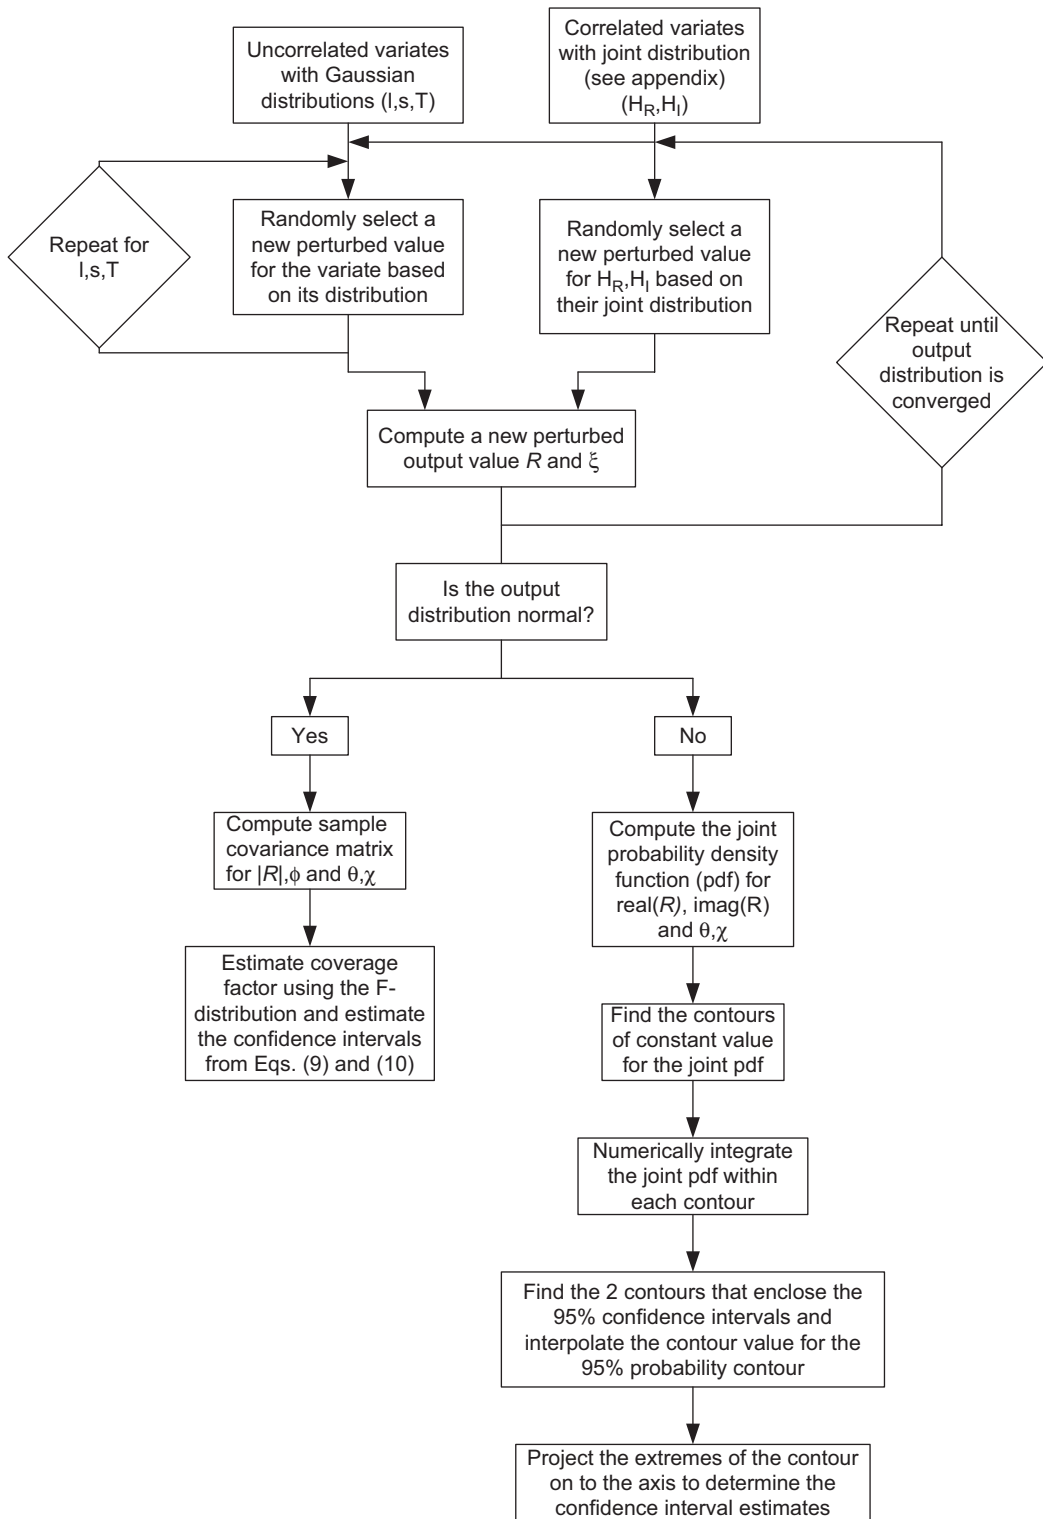 Uncorrelated variates
with Gaussian
distributions (l,s,T)
Correlated variates
with joint distribution
(see appendix)
(H_R,H_I)
Repeat for
l,s,T
Randomly select a
new perturbed value
for the variate based
on its distribution
Randomly select a
new perturbed value
for H_R,H_I based on
their joint distribution
Repeat until
output
distribution is
converged
Compute a new perturbed
output value R and ξ
Is the output
distribution normal?
Yes
No
Compute sample
covariance matrix
for |R|,ϕ and θ,χ
Compute the joint
probability density
function (pdf) for
real(R), imag(R)
and θ,χ
Estimate coverage
factor using the F-
distribution and estimate
the confidence intervals
from Eqs. (9) and (10)
Find the contours
of constant value
for the joint pdf
Numerically integrate
the joint pdf within
each contour
Find the 2 contours that enclose the
95% confidence intervals and
interpolate the contour value for the
95% probability contour
Project the extremes of the contour
on to the axis to determine the
confidence interval estimates